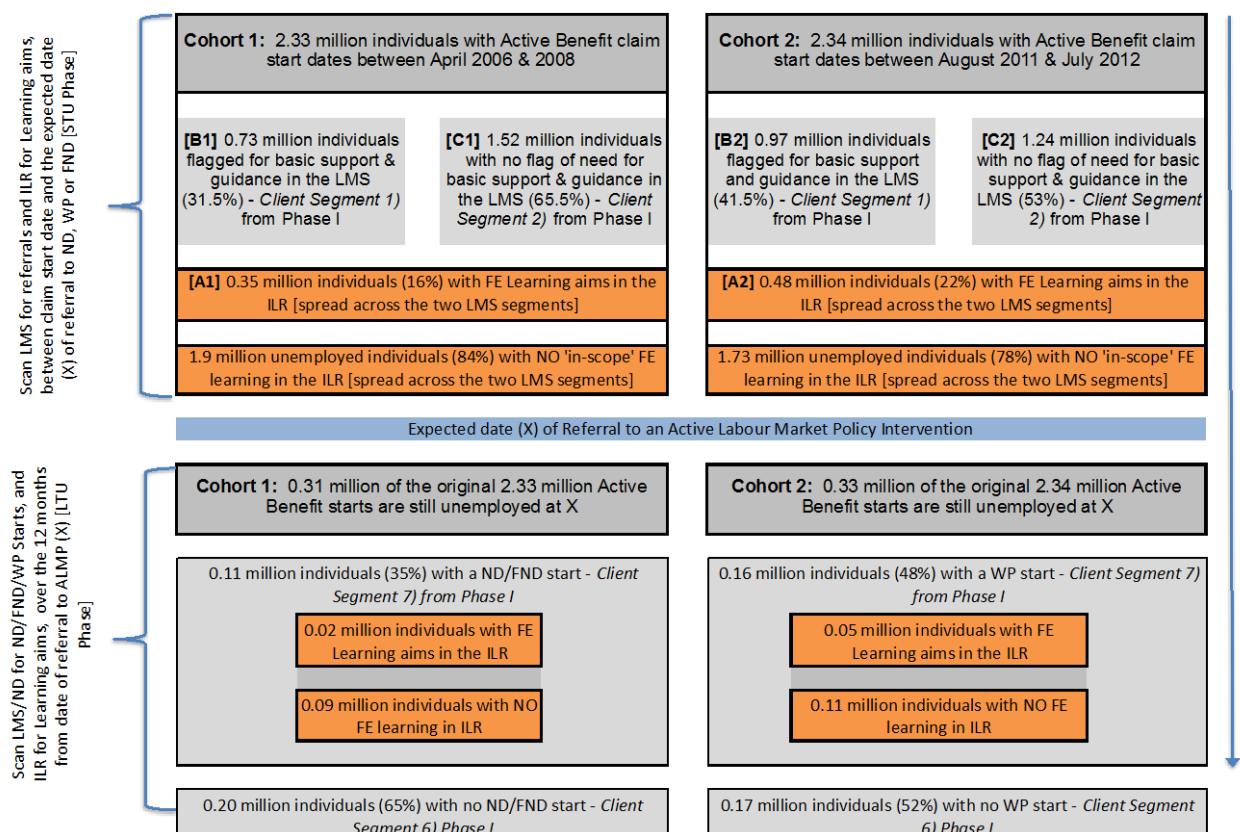 Scan LMS for referrals and ILR for Learning aims,
between claim start date and the expected date
(X) of referral to ND, WP or FND [STU Phase]
Cohort 1: 2.33 million individuals with Active Benefit claim
start dates between April 2006 & 2008
[B1] 0.73 million individuals
flagged for basic support &
guidance in the LMS
(31.5%) - Client Segment 1)
from Phase I
[C1] 1.52 million individuals
with no flag of need for
basic support & guidance in
the LMS (65.5%) - Client
Segment 2) from Phase I
[A1] 0.35 million individuals (16%) with FE Learning aims in the
ILR [spread across the two LMS segments]
1.9 million unemployed individuals (84%) with NO 'in-scope' FE
learning in the ILR [spread across the two LMS segments]
Cohort 2: 2.34 million individuals with Active Benefit claim
start dates between August 2011 & July 2012
[B2] 0.97 million individuals
flagged for basic support
and guidance in the LMS
(41.5%) - Client Segment 1)
from Phase I
[C2] 1.24 million individuals
with no flag of need for basic
support & guidance in the
LMS (53%) - Client Segment
2) from Phase I
[A2] 0.48 million individuals (22%) with FE Learning aims in the
ILR [spread across the two LMS segments]
1.73 million unemployed individuals (78%) with NO 'in-scope' FE
learning in the ILR [spread across the two LMS segments]
Expected date (X) of Referral to an Active Labour Market Policy Intervention
Scan LMS/ND for ND/FND/WP Starts, and
ILR for Learning aims, over the 12 months
from date of referral to ALMP (X) [LTU
Phase]
Cohort 1: 0.31 million of the original 2.33 million Active
Benefit starts are still unemployed at X
0.11 million individuals (35%) with a ND/FND start - Client
Segment 7) from Phase I
0.02 million individuals with FE
Learning aims in the ILR
0.09 million individuals with NO
FE learning in ILR
0.20 million individuals (65%) with no ND/FND start - Client
Segment 6) Phase I
Cohort 2: 0.33 million of the original 2.34 million Active
Benefit starts are still unemployed at X
0.16 million individuals (48%) with a WP start - Client Segment 7)
from Phase I
0.05 million individuals with FE
Learning aims in the ILR
0.11 million individuals with NO FE
learning in ILR
0.17 million individuals (52%) with no WP start - Client Segment
6) Phase I